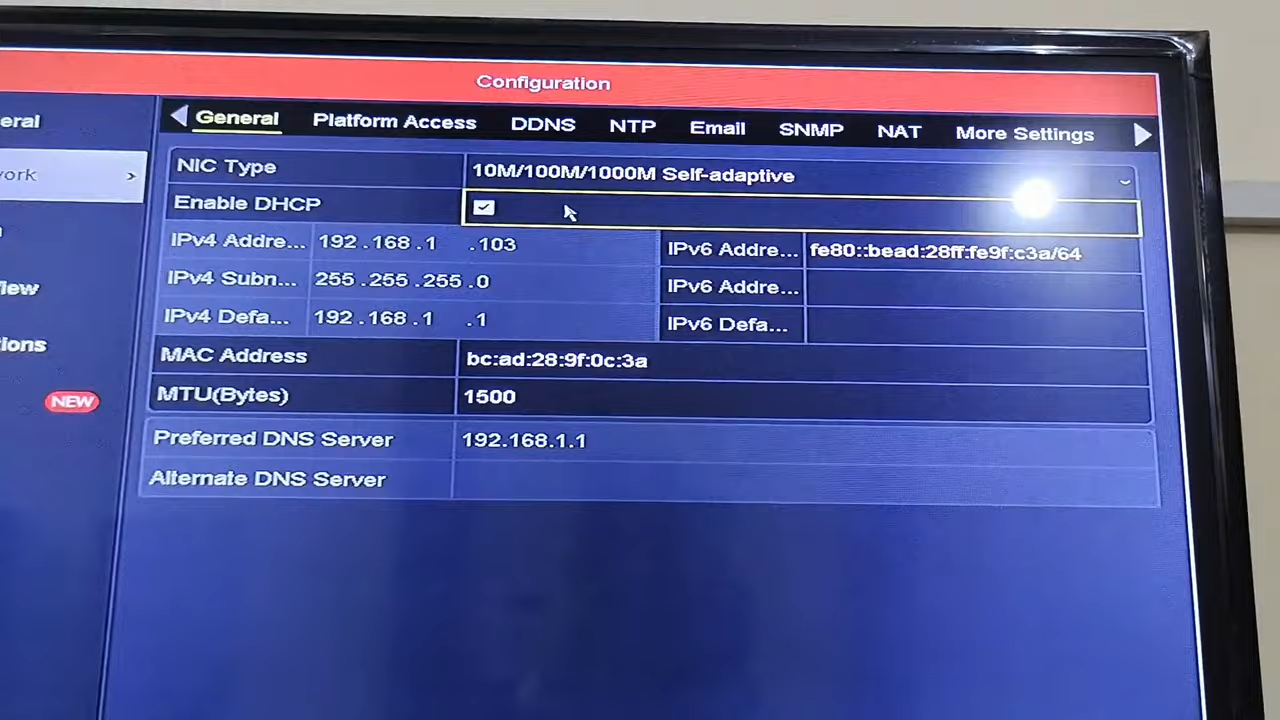 Configuration
eral
work
iew
ions
NEW
General Platform Access DDNS NTP Email SNMP NAT More Settings
NIC Type 10M/100M/1000M Self-adaptive
Enable DHCP
IPv4 Addre... 192.168.1 .103 IPv6 Addre... fe80::bead:28ff:fe9f:c3a/64
IPv4 Subn... 255.255.255.0 IPv6 Addre...
IPv4 Defa... 192.168.1 .1 IPv6 Defa...
MAC Address bc:ad:28:9f:0c:3a
MTU(Bytes) 1500
Preferred DNS Server 192.168.1.1
Alternate DNS Server